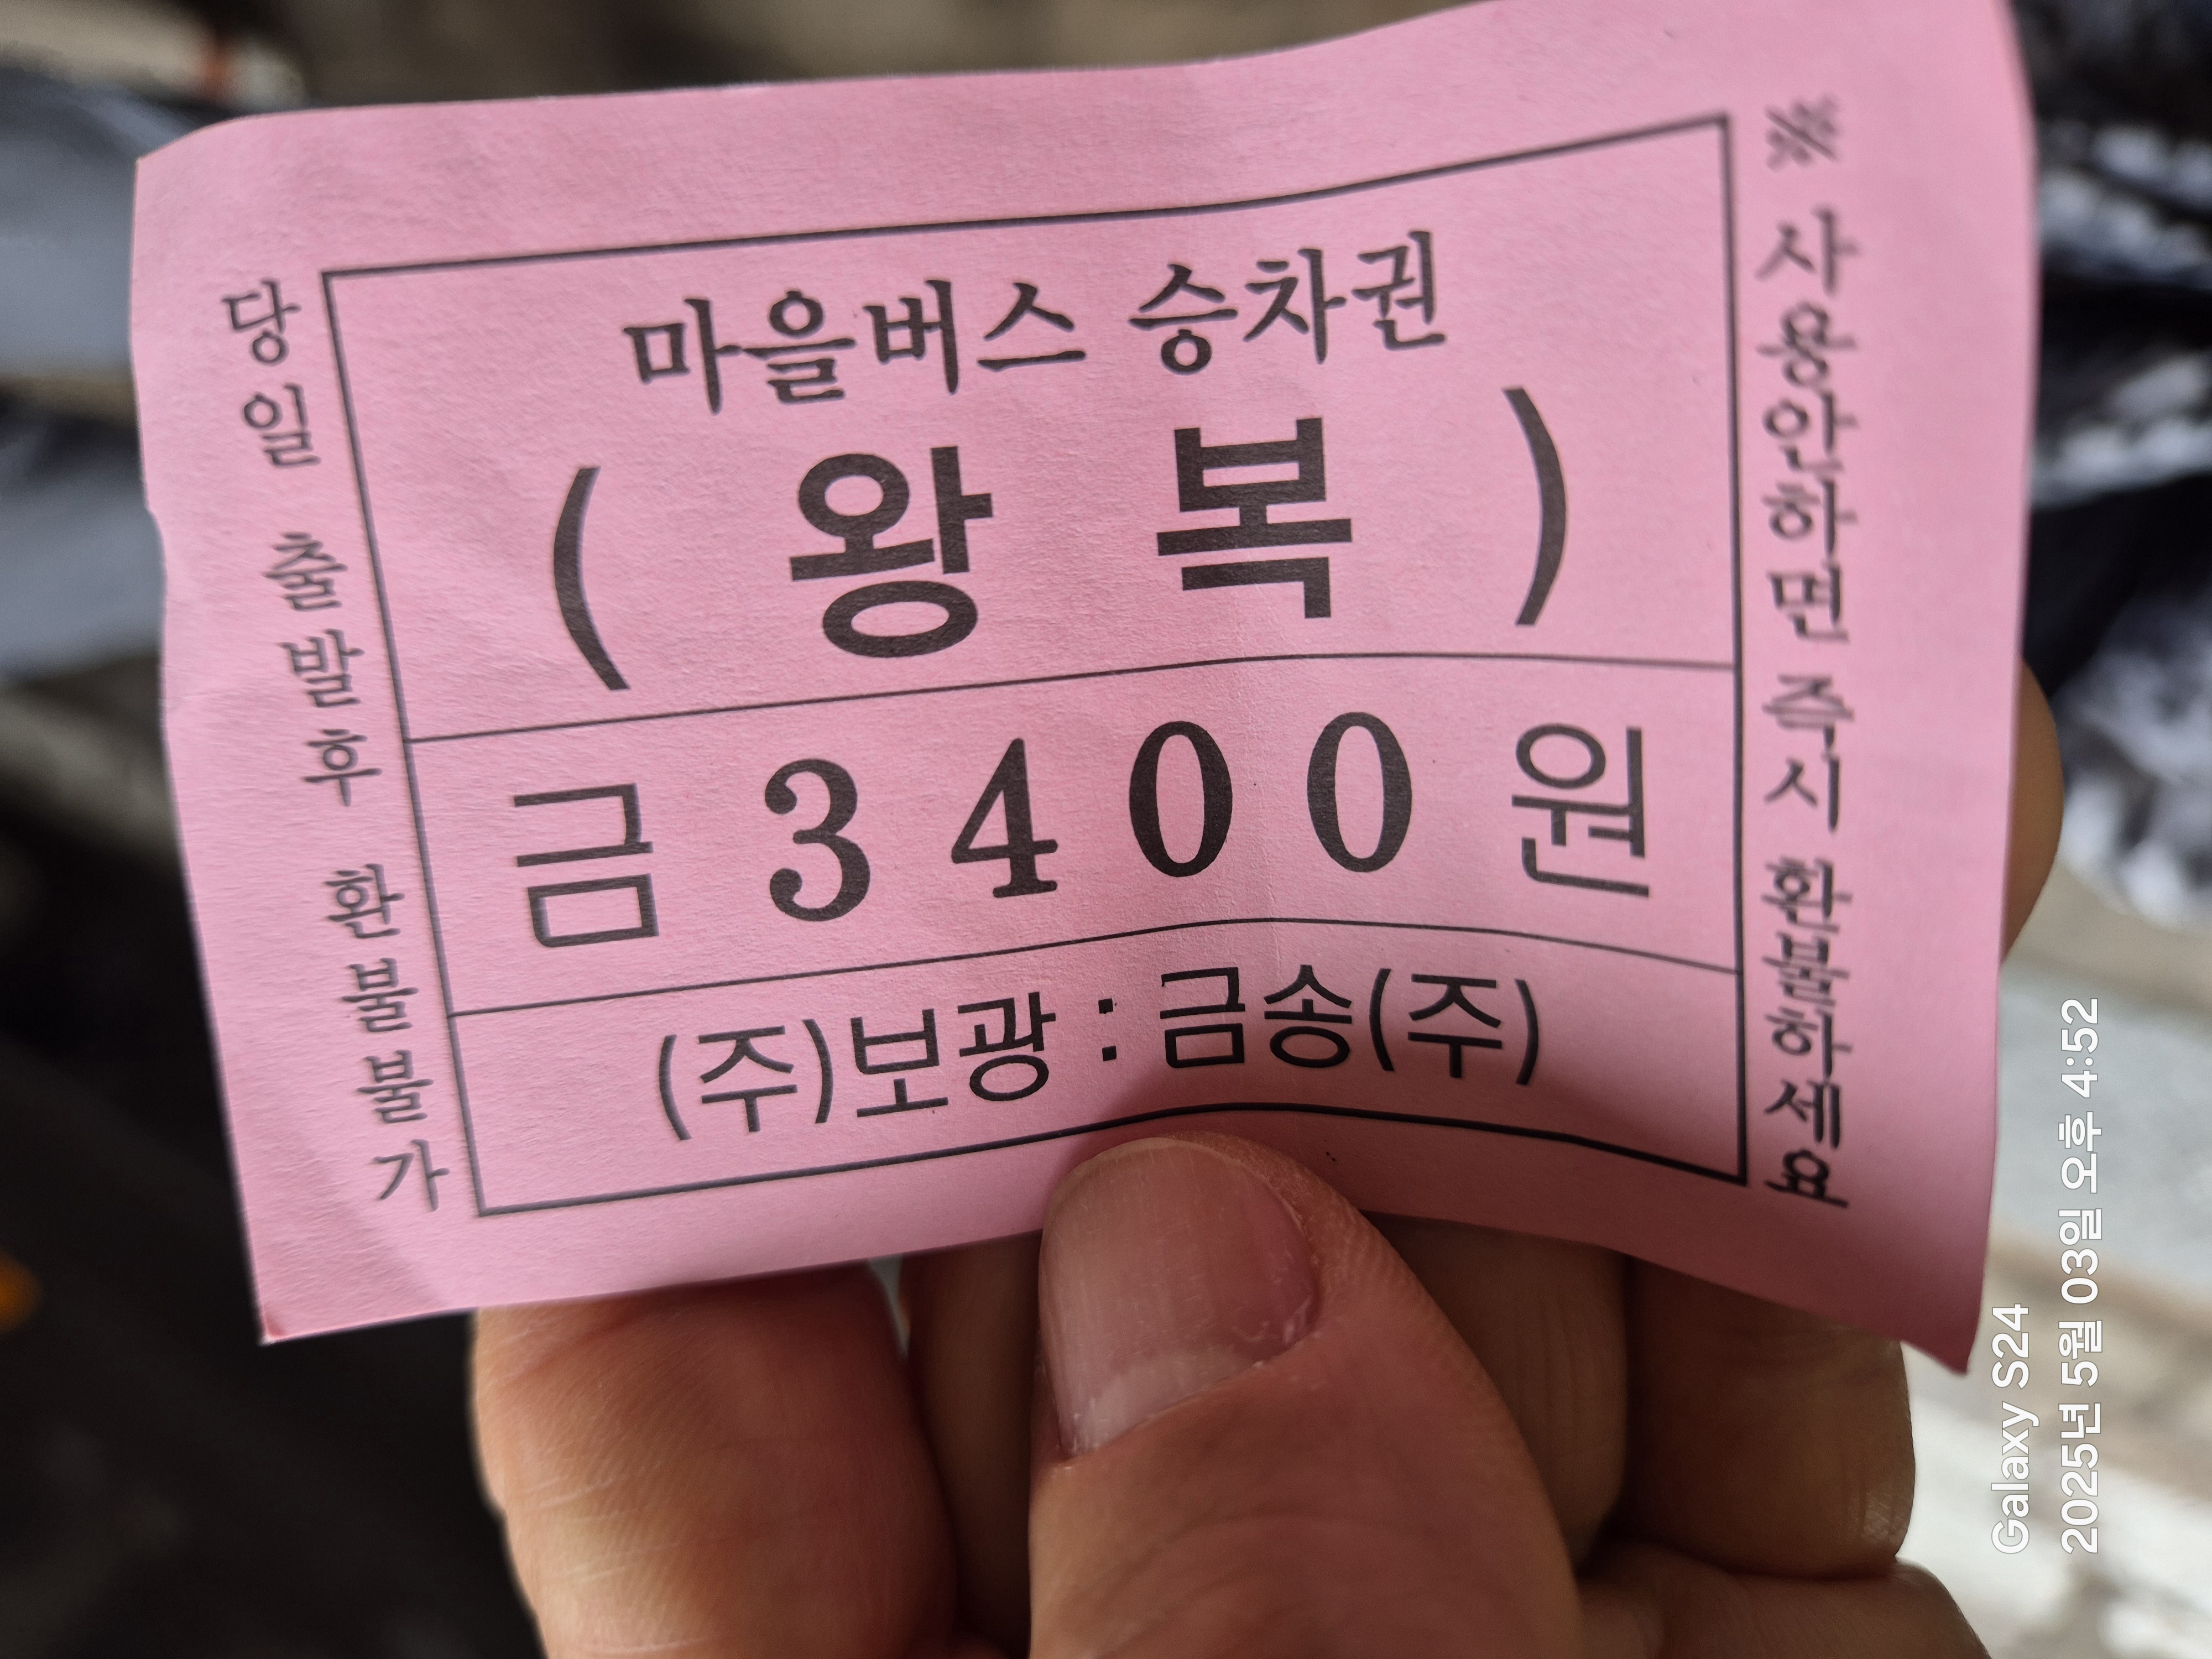 마을버스 승차권
( 왕 복 )
금 3400 원
(주)보광 : 금송(주)
당일 출발후 환불불가
※ 사용안하면 즉시 환불하세요
Galaxy S24
2025년 5월 03일 오후 4:52